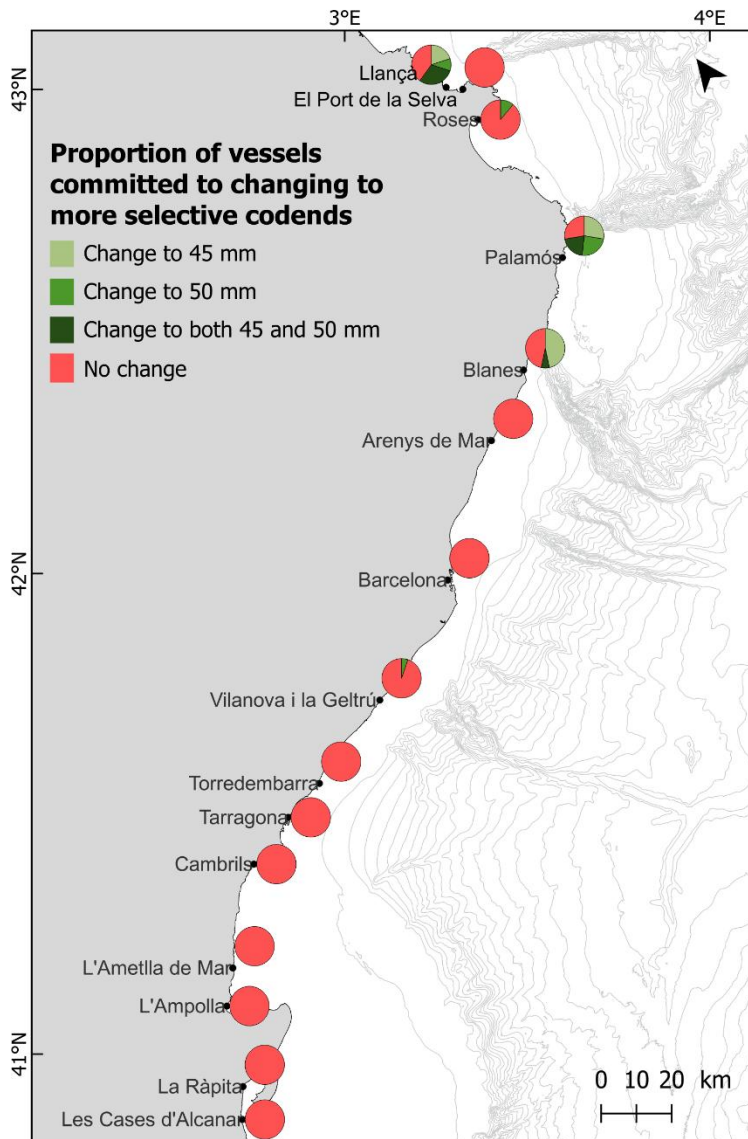 3°E
4°E
43°N
Llançà
El Port de la Selva
Roses
Proportion of vessels
committed to changing to
more selective codends
Change to 45 mm
Change to 50 mm
Change to both 45 and 50 mm
No change
Palamós
Blanes
Arenys de Mar
42°N
Barcelona
Vilanova i la Geltrú
Torredembarra
Tarragona
Cambrils
L'Ametlla de Mar
L'Ampolla
41°N
La Ràpita
Les Cases d'Alcanar
0 10 20 km